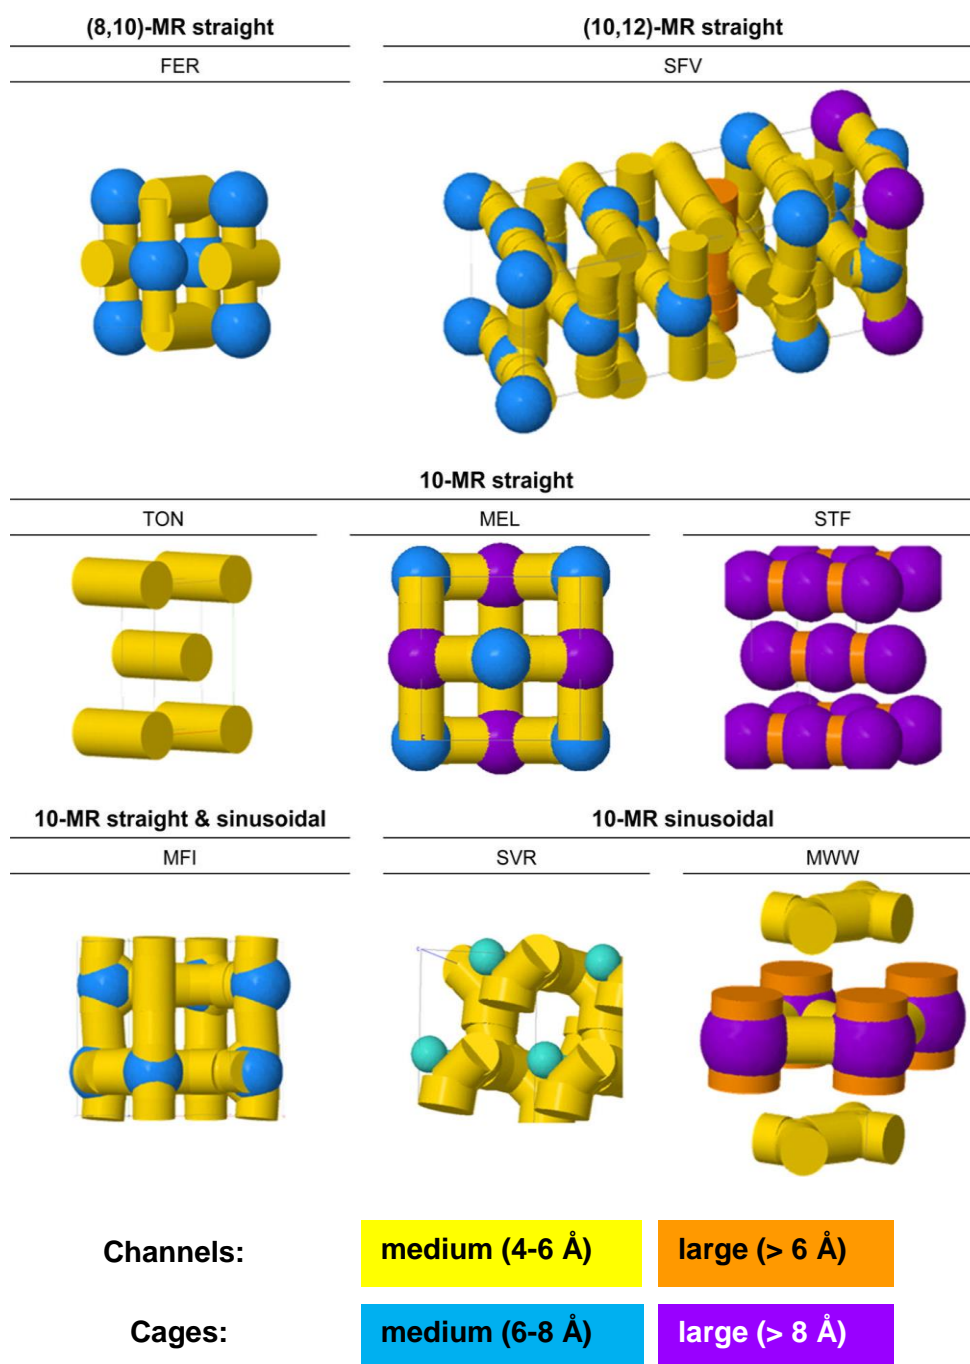 (8,10)-MR straight
(10,12)-MR straight
FER
SFV
10-MR straight
TON
MEL
STF
10-MR straight & sinusoidal
10-MR sinusoidal
MFI
SVR
MWW
Channels:
medium (4-6 Å)
large (> 6 Å)
Cages:
medium (6-8 Å)
large (> 8 Å)